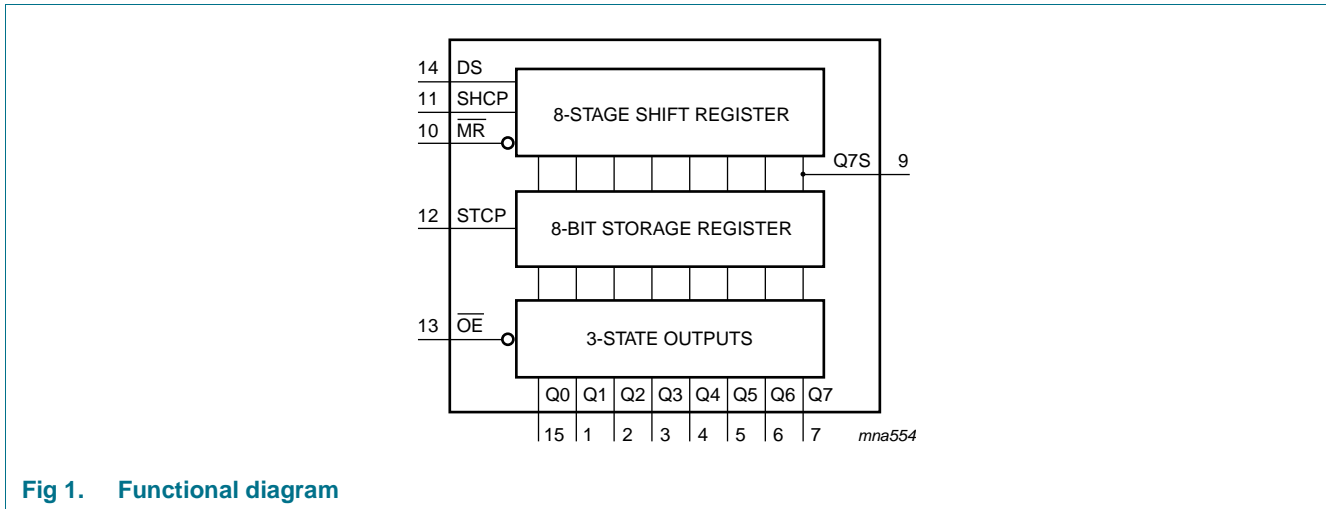 14 DS
11 SHCP
10 MR
8-STAGE SHIFT REGISTER
Q7S 9
12 STCP
8-BIT STORAGE REGISTER
13 OE
3-STATE OUTPUTS
Q0 Q1 Q2 Q3 Q4 Q5 Q6 Q7
15 1 2 3 4 5 6 7
mna554
Fig 1. Functional diagram